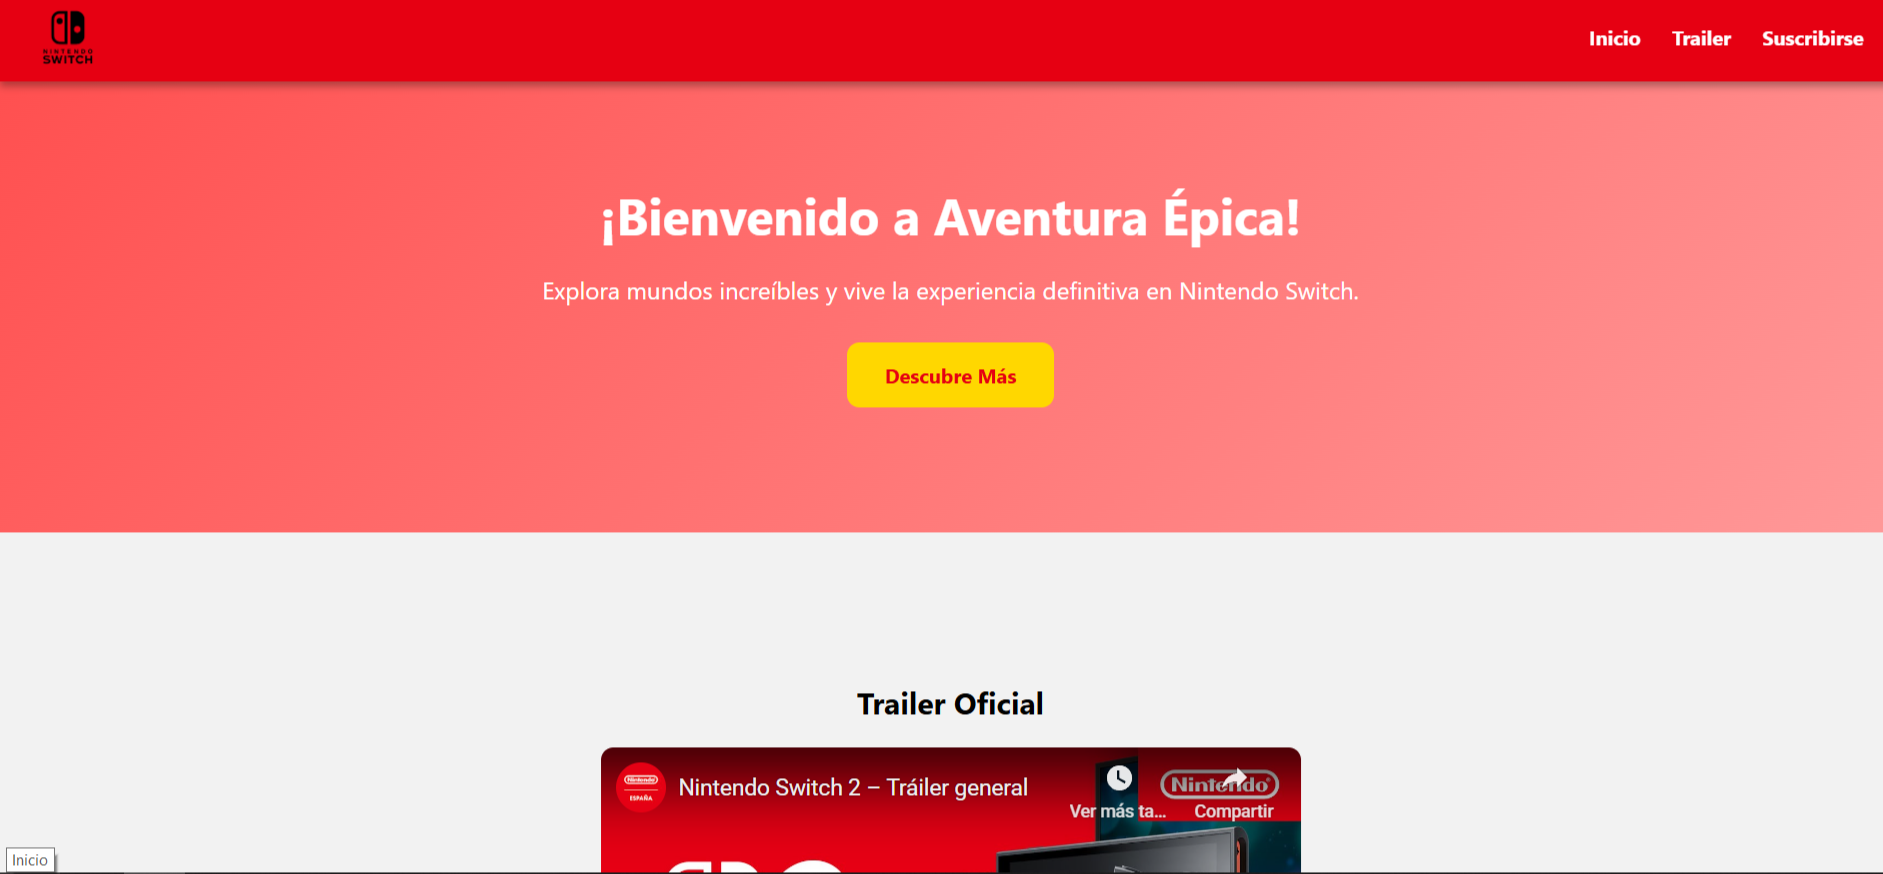 NINTENDO
SWITCH
Inicio Trailer Suscribirse
¡Bienvenido a Aventura Épica!
Explora mundos increíbles y vive la experiencia definitiva en Nintendo Switch.
Descubre Más
Trailer Oficial
Nintendo
ESPAÑA
Nintendo Switch 2 – Tráiler general
Nintendo
Ver más ta...
Compartir
Inicio